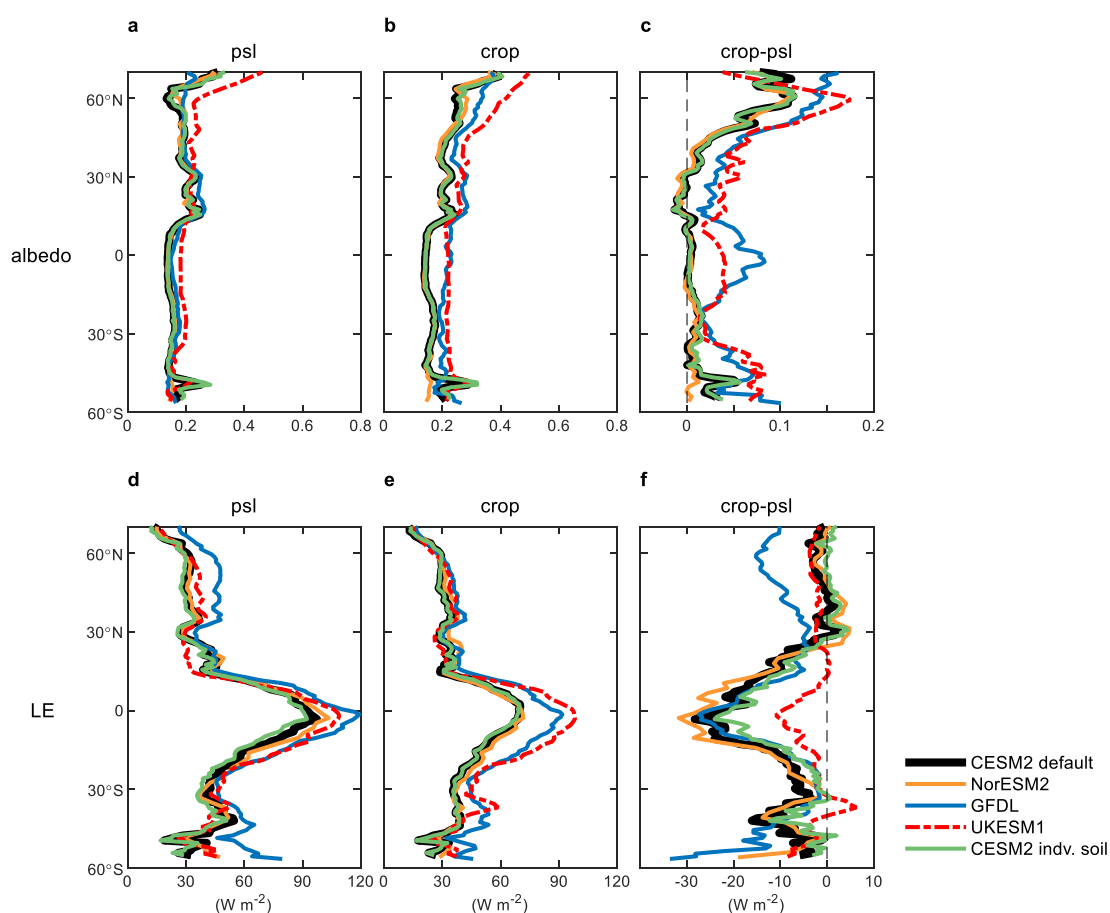 a
psl
b
crop
c
crop-psl
albedo
60°N
30°N
0
30°S
60°S
0 0.2 0.4 0.6 0.8
0 0.2 0.4 0.6 0.8
0 0.1 0.2
d
psl
e
crop
f
crop-psl
LE
60°N
30°N
0
30°S
60°S
0 30 60 90 120
0 30 60 90 120
-30 -20 -10 0 10
(W m-2)
(W m-2)
(W m-2)
CESM2 default
NorESM2
GFDL
UKESM1
CESM2 indv. soil